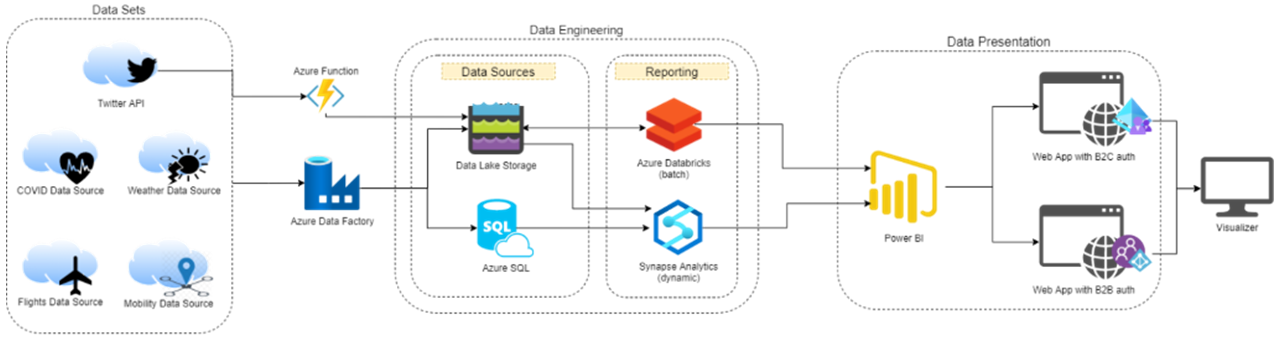 Data Sets
Twitter API
COVID Data Source
Weather Data Source
Flights Data Source
Mobility Data Source
Azure Function
Azure Data Factory
Data Engineering
Data Sources
Data Lake Storage
SQL
Azure SQL
Reporting
Azure Databricks
(batch)
Synapse Analytics
(dynamic)
Data Presentation
Power BI
Web App with B2C auth
Web App with B2B auth
Visualizer